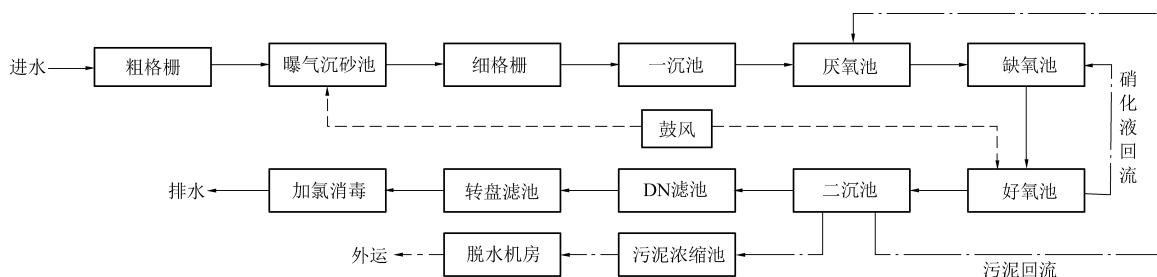 进水
粗格栅
曝气沉砂池
细格栅
一沉池
厌氧池
缺氧池
硝化液回流
鼓风
排水
加氯消毒
转盘滤池
DN滤池
二沉池
好氧池
外运
脱水机房
污泥浓缩池
污泥回流